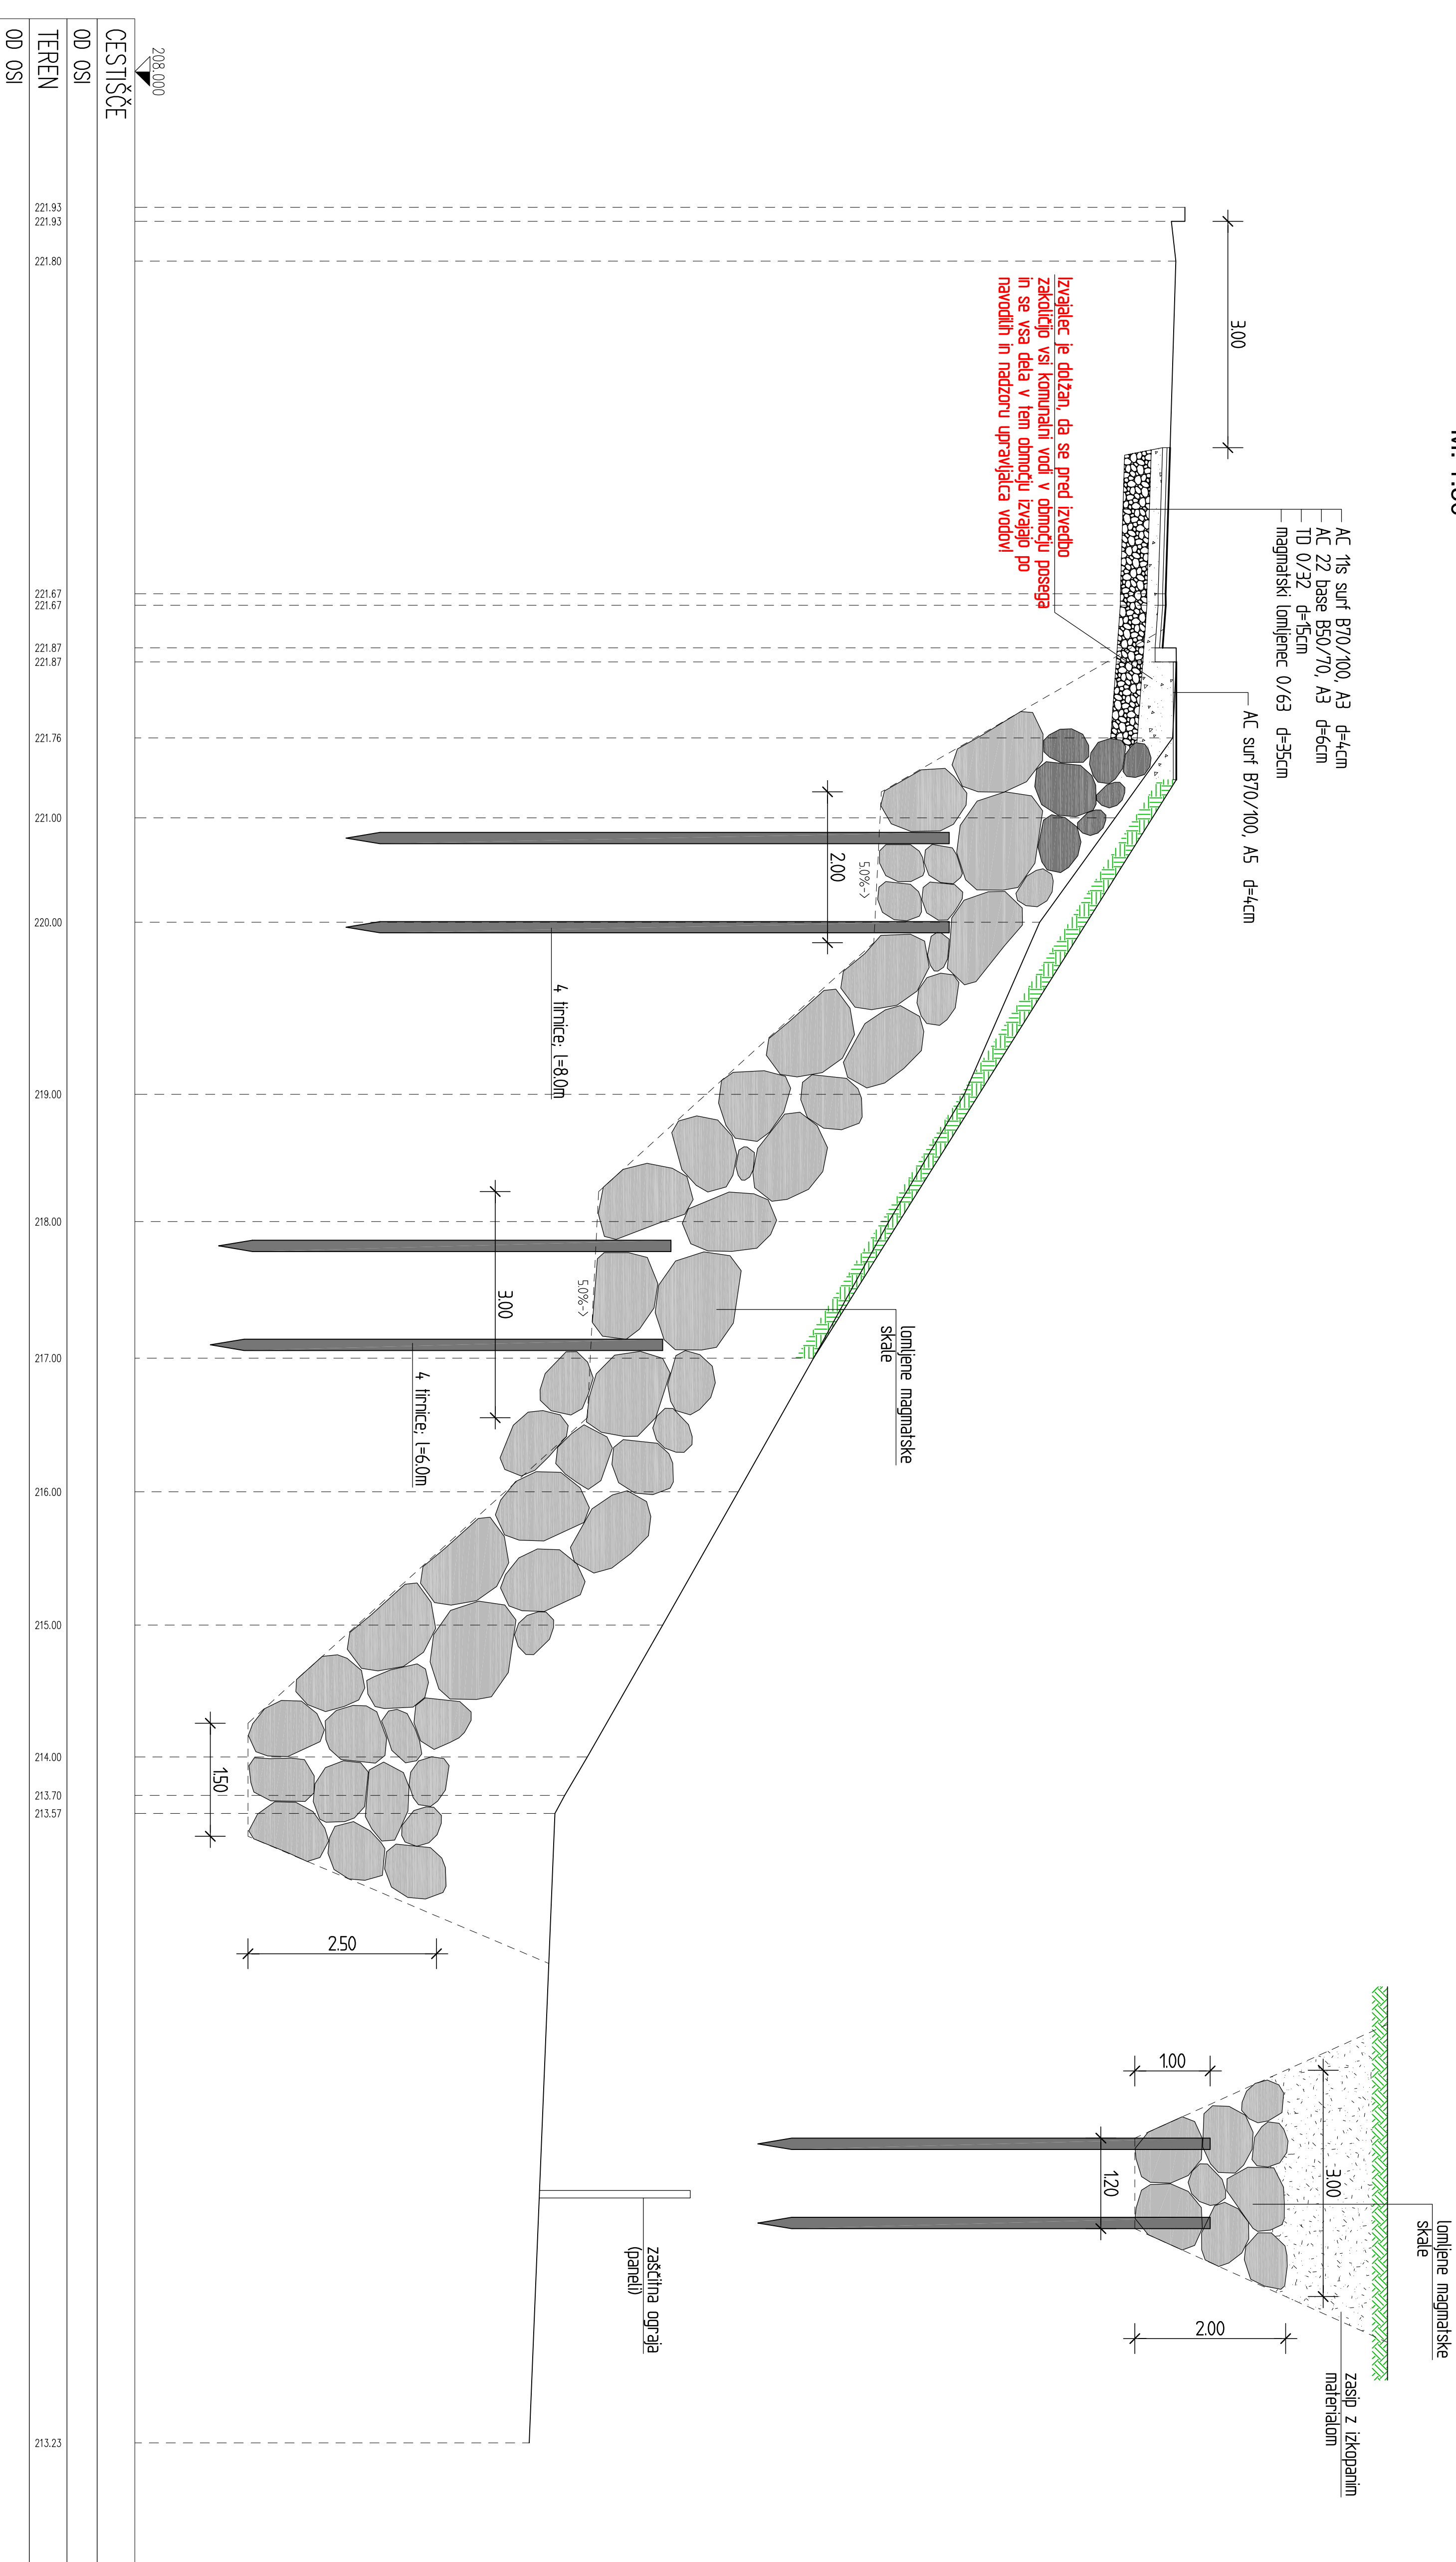 AC 11s surf B70/100, A3 d=4cm
AC 22 base B50/70, A3 d=6cm
TD 0/32 d=15cm
magmatski lomljenec 0/63 d=35cm
AC surf B70/100, A5 d=4cm
3.00
Izvajalec je dolžan, da se pred izvedbo
zakoličijo vsi komunalni vodi v območju posega
in se vsa dela v tem območju izvajajo po
navodilih in nadzoru upravljalca vodov!
5.0%->
2.00
4 tirnice; l=8.0m
lomljene magmatske
skale
5.0%->
3.00
4 tirnice; l=6.0m
1.50
2.50
zaščitna ograja
(paneli)
lomljene magmatske
skale
zasip z izkopanim
materialom
3.00
1.00
1.20
2.00
208.000
CESTIŠČE
OD OSI
TEREN
221.93
221.93
221.80
221.67
221.67
221.87
221.87
221.76
221.00
220.00
219.00
218.00
217.00
216.00
215.00
214.00
213.70
213.57
213.23
OD OSI